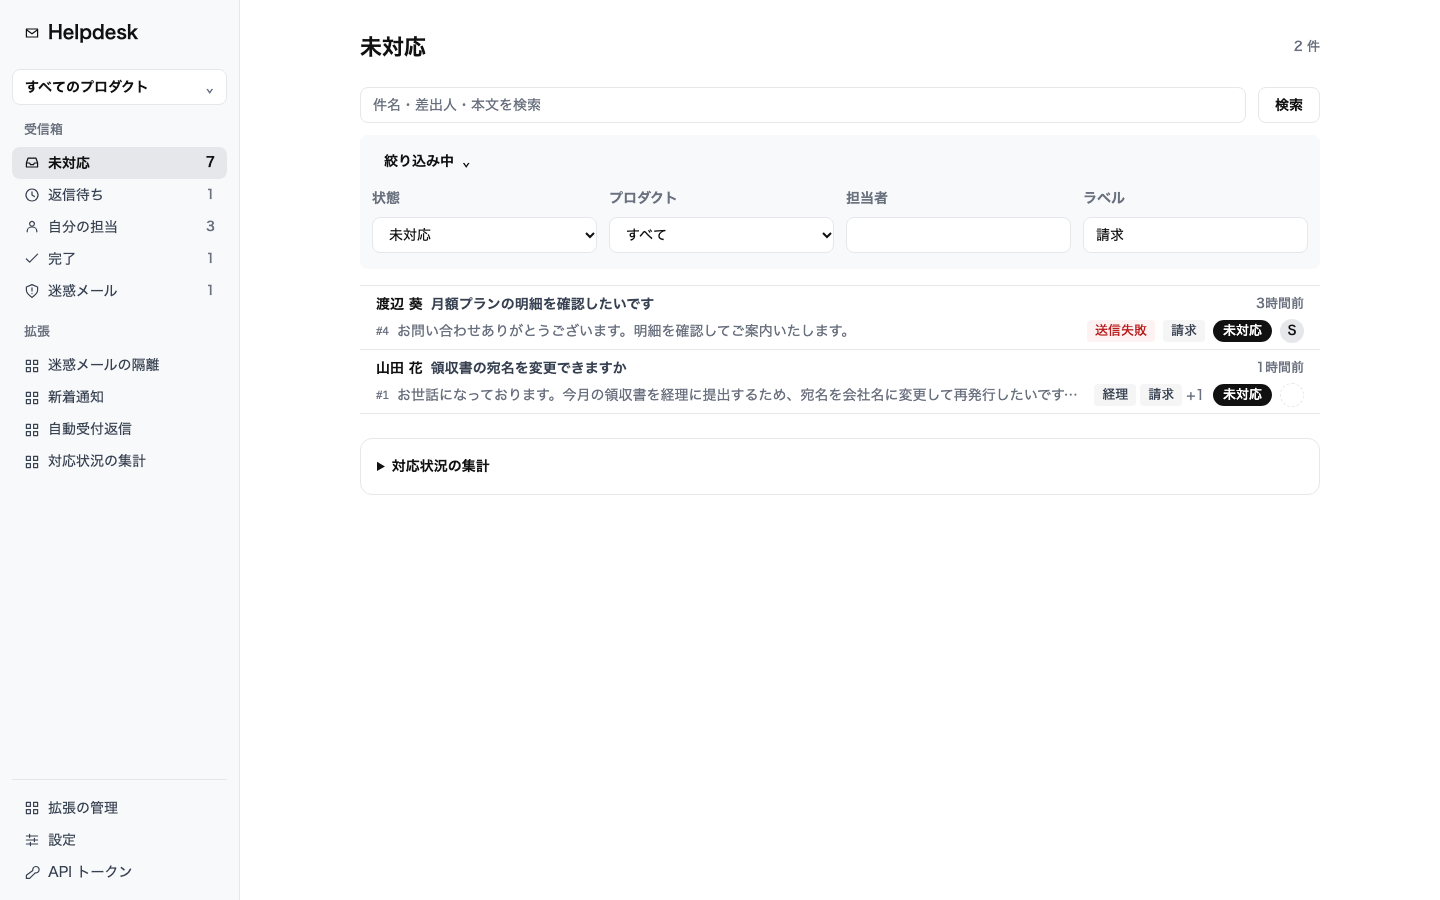 Helpdesk
すべてのプロダクト
受信箱
未対応 7
返信待ち 1
自分の担当 3
完了 1
迷惑メール 1
拡張
迷惑メールの隔離
新着通知
自動受付返信
対応状況の集計
拡張の管理
設定
API トークン
未対応 2 件
件名・差出人・本文を検索 検索
絞り込み中
状態 プロダクト 担当者 ラベル
未対応 すべて 請求
渡辺 葵 月額プランの明細を確認したいです 3時間前
#4 お問い合わせありがとうございます。明細を確認してご案内いたします。 送信失敗 請求 未対応 S
山田 花 領収書の宛名を変更できますか 1時間前
#1 お世話になっております。今月の領収書を経理に提出するため、宛名を会社名に変更して再発行したいです… 経理 請求 +1 未対応
対応状況の集計